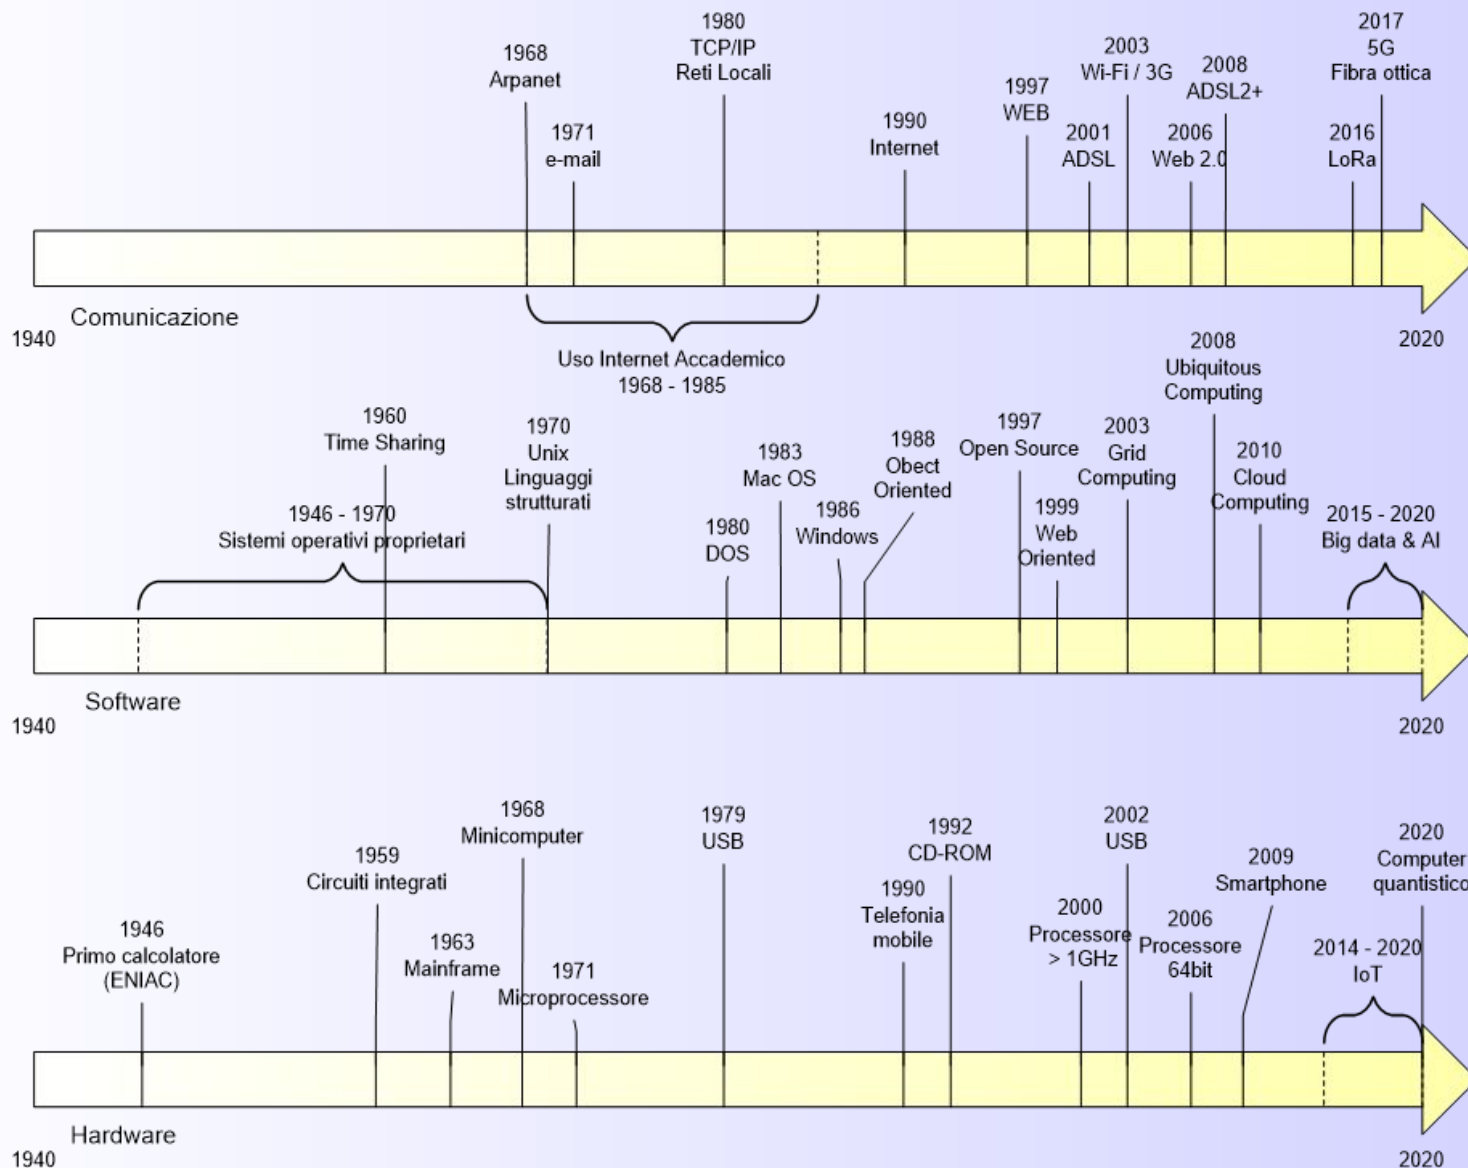 1968
Arpanet
1971
e-mail
1980
TCP/IP
Reti Locali
1990
Internet
1997
WEB
2001
ADSL
2003
Wi-Fi / 3G
2006
Web 2.0
2008
ADSL2+
2016
LoRa
2017
5G
Fibra ottica
Comunicazione
1940
2020
Uso Internet Accademico
1968 - 1985
1946 - 1970
Sistemi operativi proprietari
1960
Time Sharing
1970
Unix
Linguaggi
strutturati
1980
DOS
1983
Mac OS
1986
Windows
1988
Obect
Oriented
1997
Open Source
1999
Web
Oriented
2003
Grid
Computing
2008
Ubiquitous
Computing
2010
Cloud
Computing
2015 - 2020
Big data & AI
Software
1940
2020
1946
Primo calcolatore
(ENIAC)
1959
Circuiti integrati
1963
Mainframe
1968
Minicomputer
1971
Microprocessore
1979
USB
1990
Telefonia
mobile
1992
CD-ROM
2000
Processore
> 1GHz
2002
USB
2006
Processore
64bit
2009
Smartphone
2014 - 2020
IoT
2020
Computer
quantistico
Hardware
1940
2020